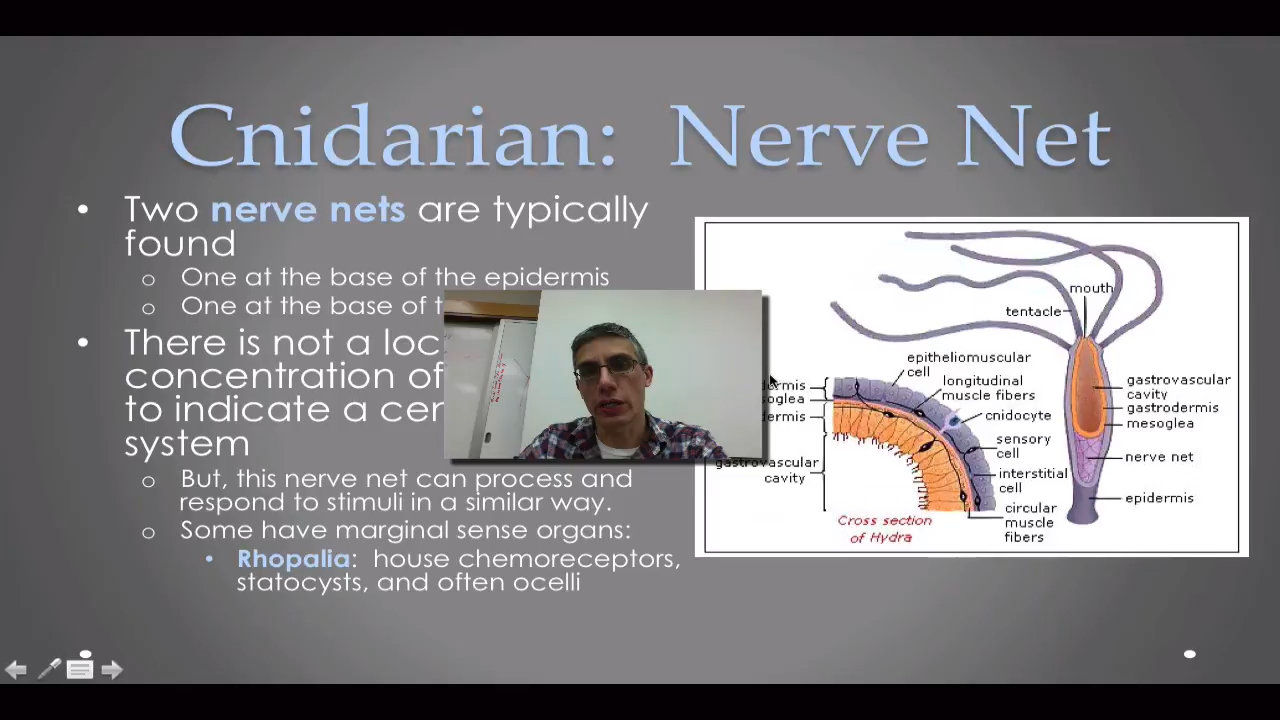 Cnidarian: Nerve Net
• Two nerve nets are typically
found
o One at the base of the epidermis
o One at the base of
• There is not a
concentration of
to indicate a
system
o But, this nerve net can process and
respond to stimuli in a similar way.
o Some have marginal sense organs:
• Rhopalia: house chemoreceptors,
statocysts, and often ocelli
mouth
tentacle
epitheliomuscular
cell
longitudinal
muscle fibers
cnidocyte
sensory
cell
interstitial
cell
circular
muscle
fibers
gastrovascular
cavity
Cross section
of Hydra
gastrovascular
cavity
gastrodermis
mesoglea
nerve net
epidermis